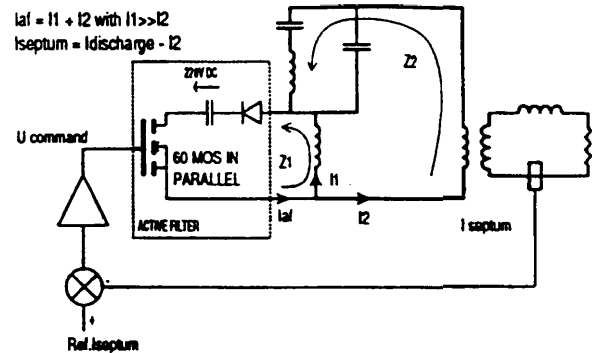 Iaf = I1 + I2 with I1>>I2
Iseptum = Idischarge - I2
220V DC
Z2
U command
60 MOS IN
PARALLEL
Z1
I1
ACTIVE FILTER
Iaf
I2
I septum
-
+
Ref.Iseptum